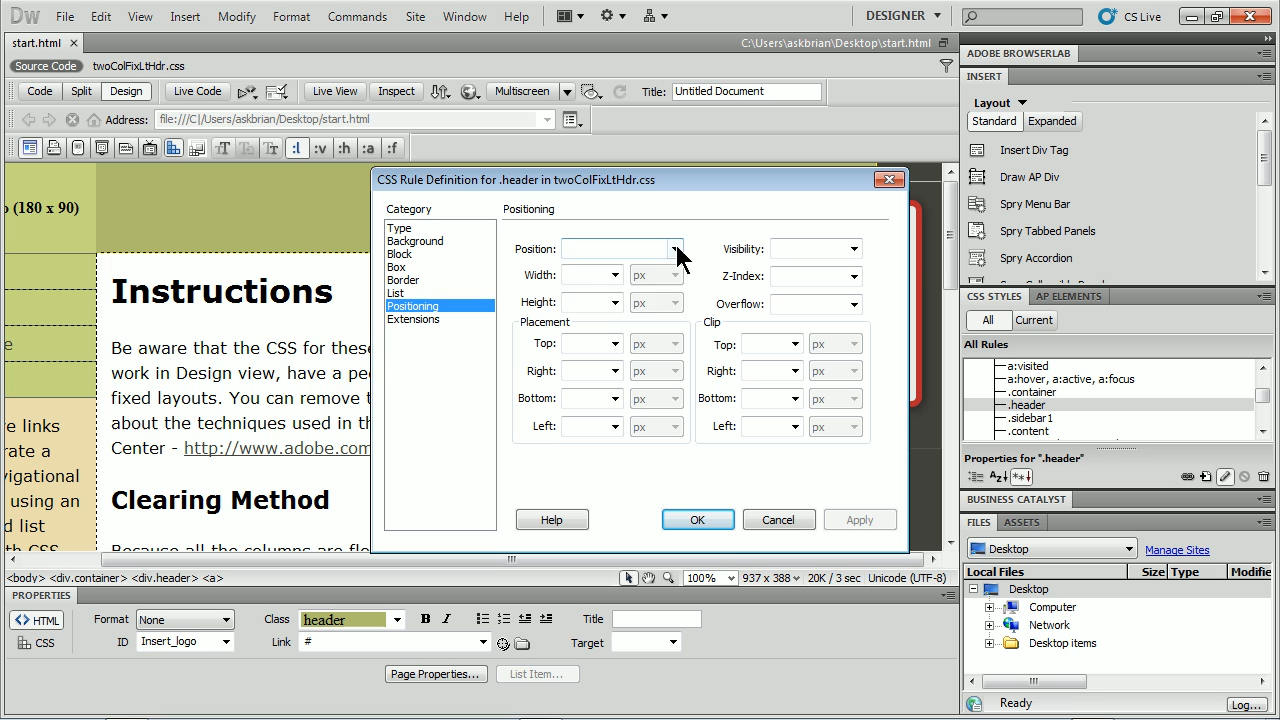 Dw File Edit View Insert Modify Format Commands Site Window Help DESIGNER CS Live
start.html C:\Users\askbrian\Desktop\start.html
Source Code twoColFixLtHdr.css
Code Split Design Live Code Live View Inspect Multiscreen Title: Untitled Document
Address: file:///C|/Users/askbrian/Desktop/start.html
:l :v :h :a :f
(180 x 90)
Instructions
Be aware that the CSS for these
work in Design view, have a
fixed layouts. You can remove
about the techniques used in
Center - http://www.adobe.com
links
Clearing Method
using an
list
CSS
Because all the columns are
CSS Rule Definition for .header in twoColFixLtHdr.css
Category
Type
Background
Block
Box
Border
List
Positioning
Extensions
Positioning
Position: Visibility:
Width: px Z-Index:
Height: px Overflow:
Placement Clip
Top: px Top: px
Right: px Right: px
Bottom: px Bottom: px
Left: px Left: px
Help OK Cancel Apply
<body> <div.container> <div.header> <a> 100% 937 x 388 20K / 3 sec Unicode (UTF-8)
PROPERTIES
<> HTML Format None Class header B I Title
CSS ID Insert_logo Link # Target
Page Properties... List Item...
ADOBE BROWSERLAB
INSERT
Layout
Standard Expanded
Insert Div Tag
Draw AP Div
Spry Menu Bar
Spry Tabbed Panels
Spry Accordion
CSS STYLES AP ELEMENTS
All Current
All Rules
a:visited
a:hover, a:active, a:focus
.container
.header
.sidebar1
.content
Properties for ".header"
BUSINESS CATALYST
FILES ASSETS
Desktop Manage Sites
Local Files Size Type Modifie
Desktop
Computer
Network
Desktop items
Ready Log...